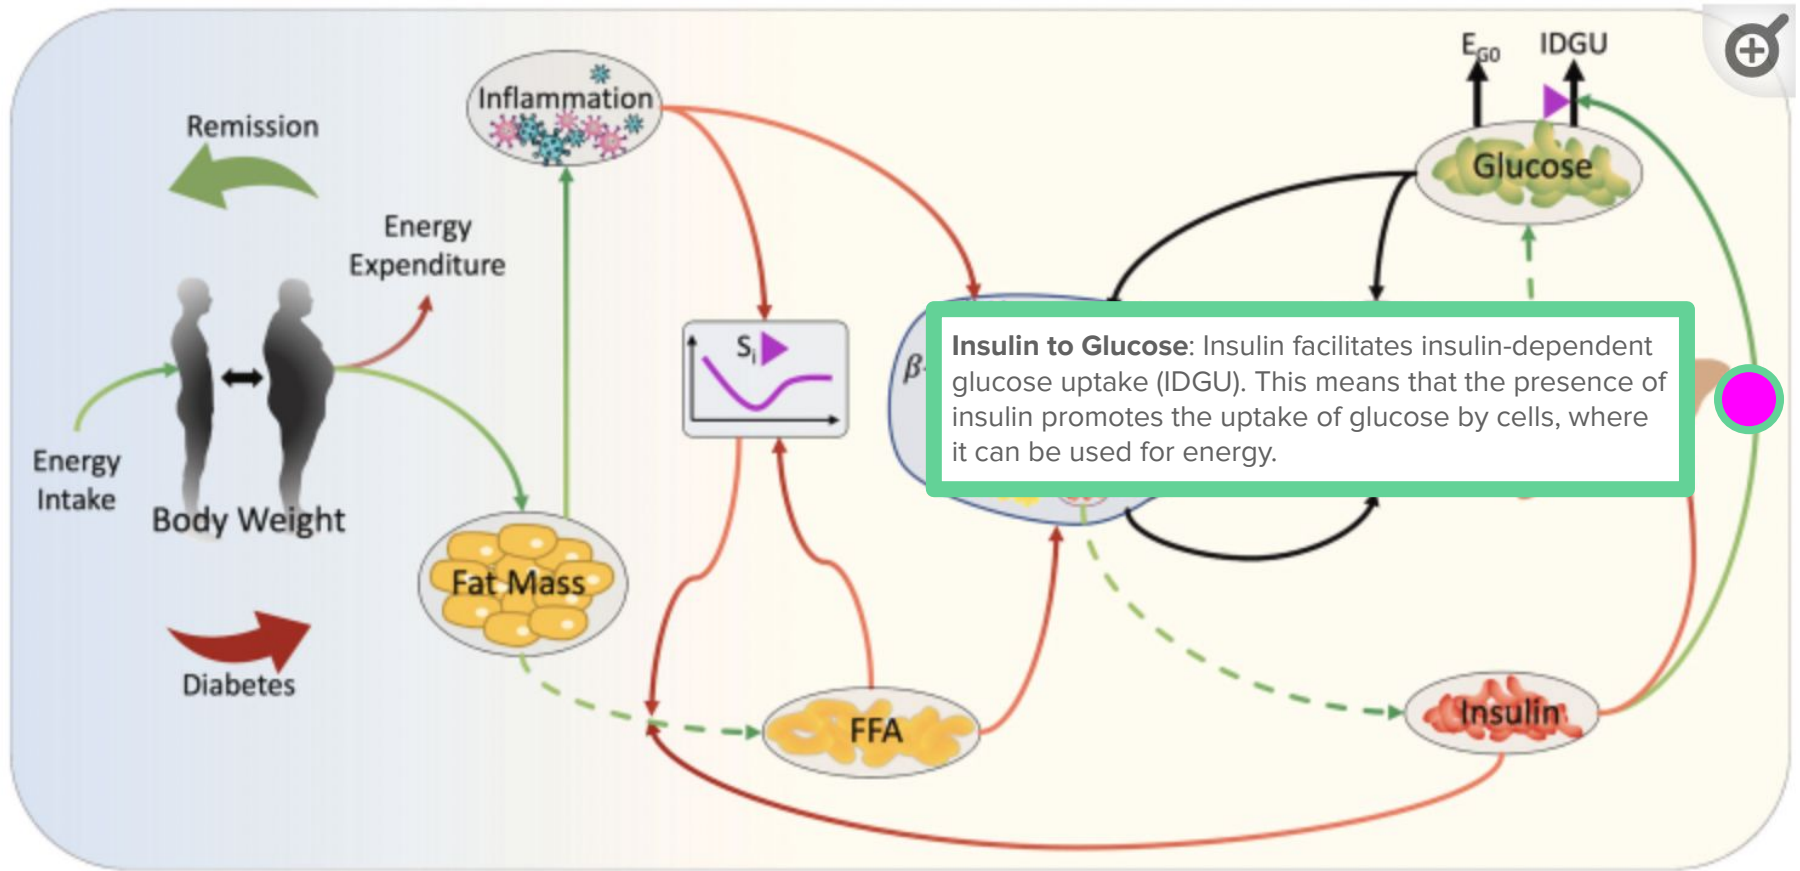 E_G0 IDGU
Inflammation
Remission
Glucose
Energy
Expenditure
S_i
β-
Insulin to Glucose: Insulin facilitates insulin-dependent
glucose uptake (IDGU). This means that the presence of
insulin promotes the uptake of glucose by cells, where
it can be used for energy.
Energy
Intake
Body Weight
Fat Mass
Diabetes
FFA
Insulin